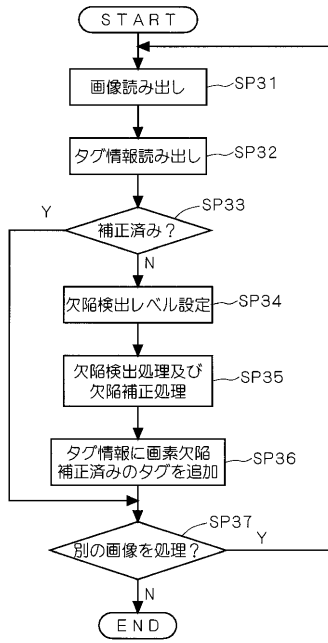 START
画像読み出し
SP31
タグ情報読み出し
SP32
SP33
Y
補正済み？
N
欠陥検出レベル設定
SP34
欠陥検出処理及び
欠陥補正処理
SP35
タグ情報に画素欠陥
補正済みのタグを追加
SP36
SP37
別の画像を処理？
Y
N
END